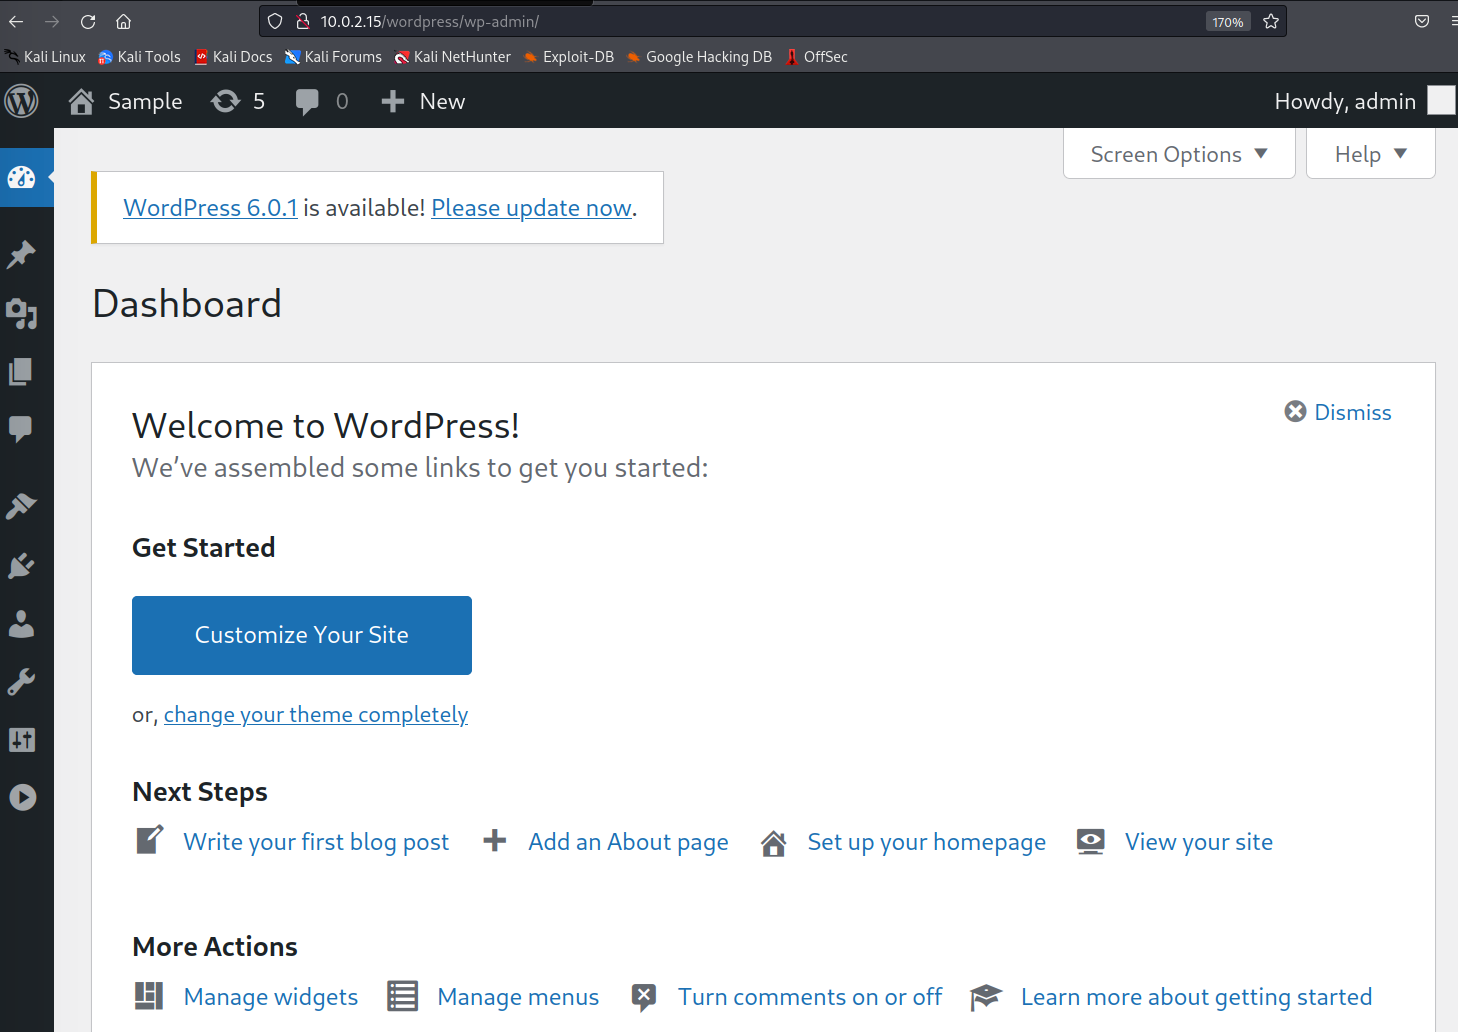 10.0.2.15/wordpress/wp-admin/
170%
Kali Linux Kali Tools Kali Docs Kali Forums Kali NetHunter Exploit-DB Google Hacking DB OffSec
Sample 5 0 New Howdy, admin
Screen Options Help
WordPress 6.0.1 is available! Please update now.
Dashboard
Welcome to WordPress!
Dismiss
We’ve assembled some links to get you started:
Get Started
Customize Your Site
or, change your theme completely
Next Steps
Write your first blog post Add an About page Set up your homepage View your site
More Actions
Manage widgets Manage menus Turn comments on or off Learn more about getting started